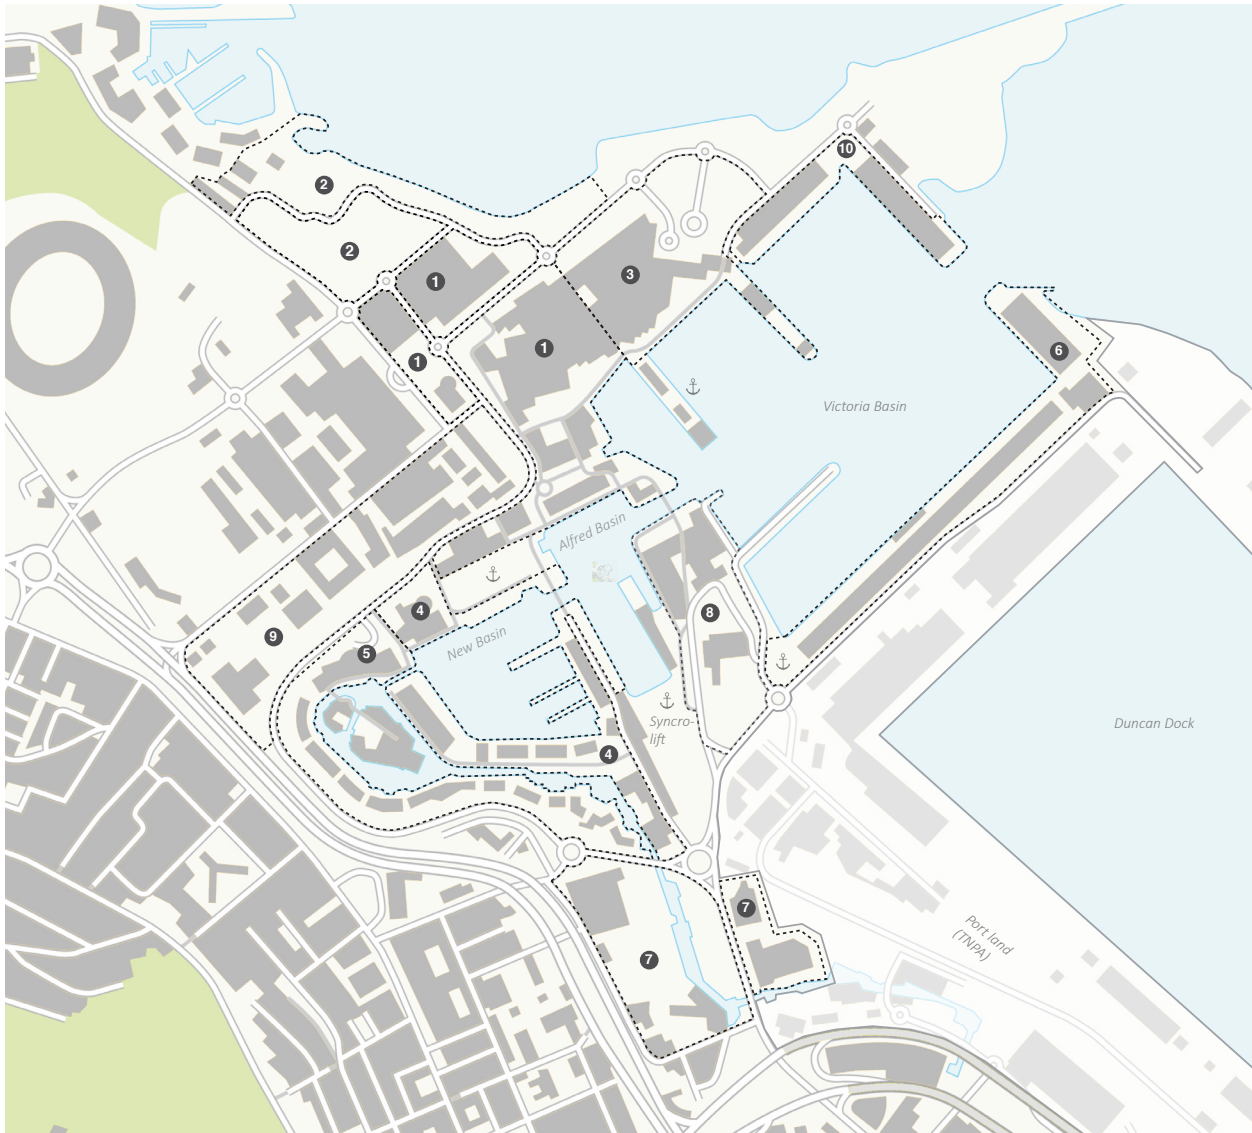 10
2
2
3
1
1
1
6
Victoria Basin
Alfred Basin
4
8
9
New Basin
5
Syncro-
lift
Duncan Dock
4
7
Port land
(TNPA)
7